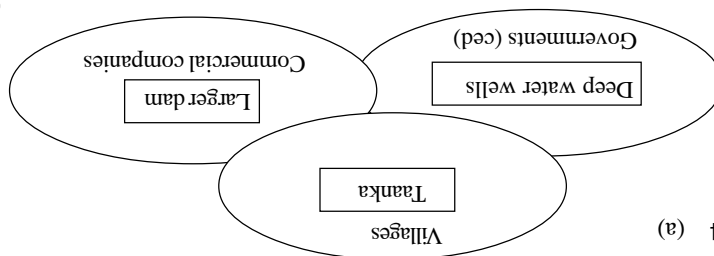 (a)
Villages
Taanka
Deep water wells
Governments (ced)
Larger dam
Commercial companies